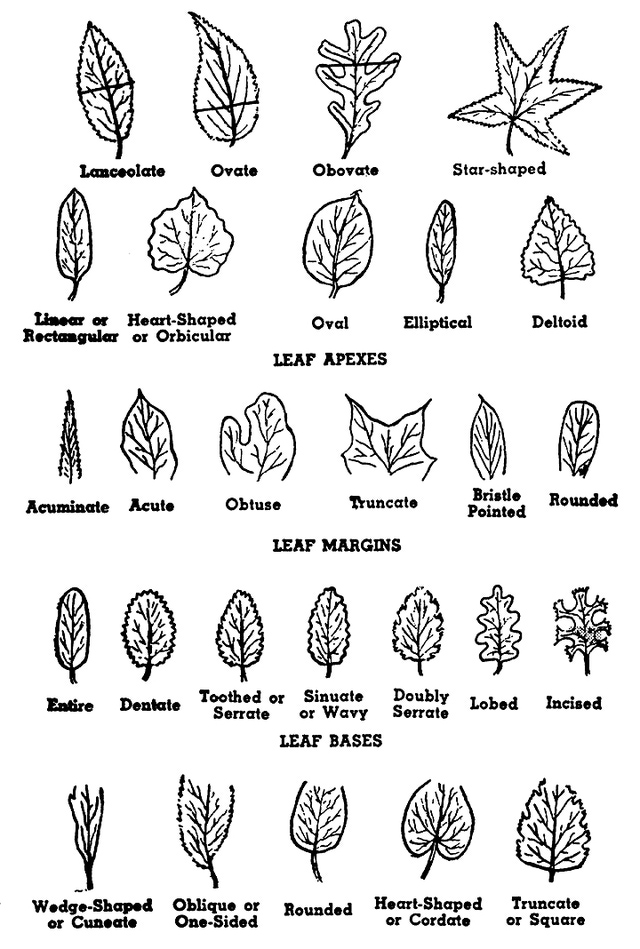 Lanceolate Ovate Obovate Star-shaped
Linear or Heart-Shaped Oval Elliptical Deltoid
Rectangular or Orbicular
LEAF APEXES
Acuminate Acute Obtuse Truncate Bristle Rounded
Pointed
LEAF MARGINS
Entire Dentate Toothed or Sinuate Doubly Lobed Incised
Serrate or Wavy Serrate
LEAF BASES
Wedge-Shaped Oblique or Rounded Heart-Shaped Truncate
or Cuneate One-Sided or Cordate or Square